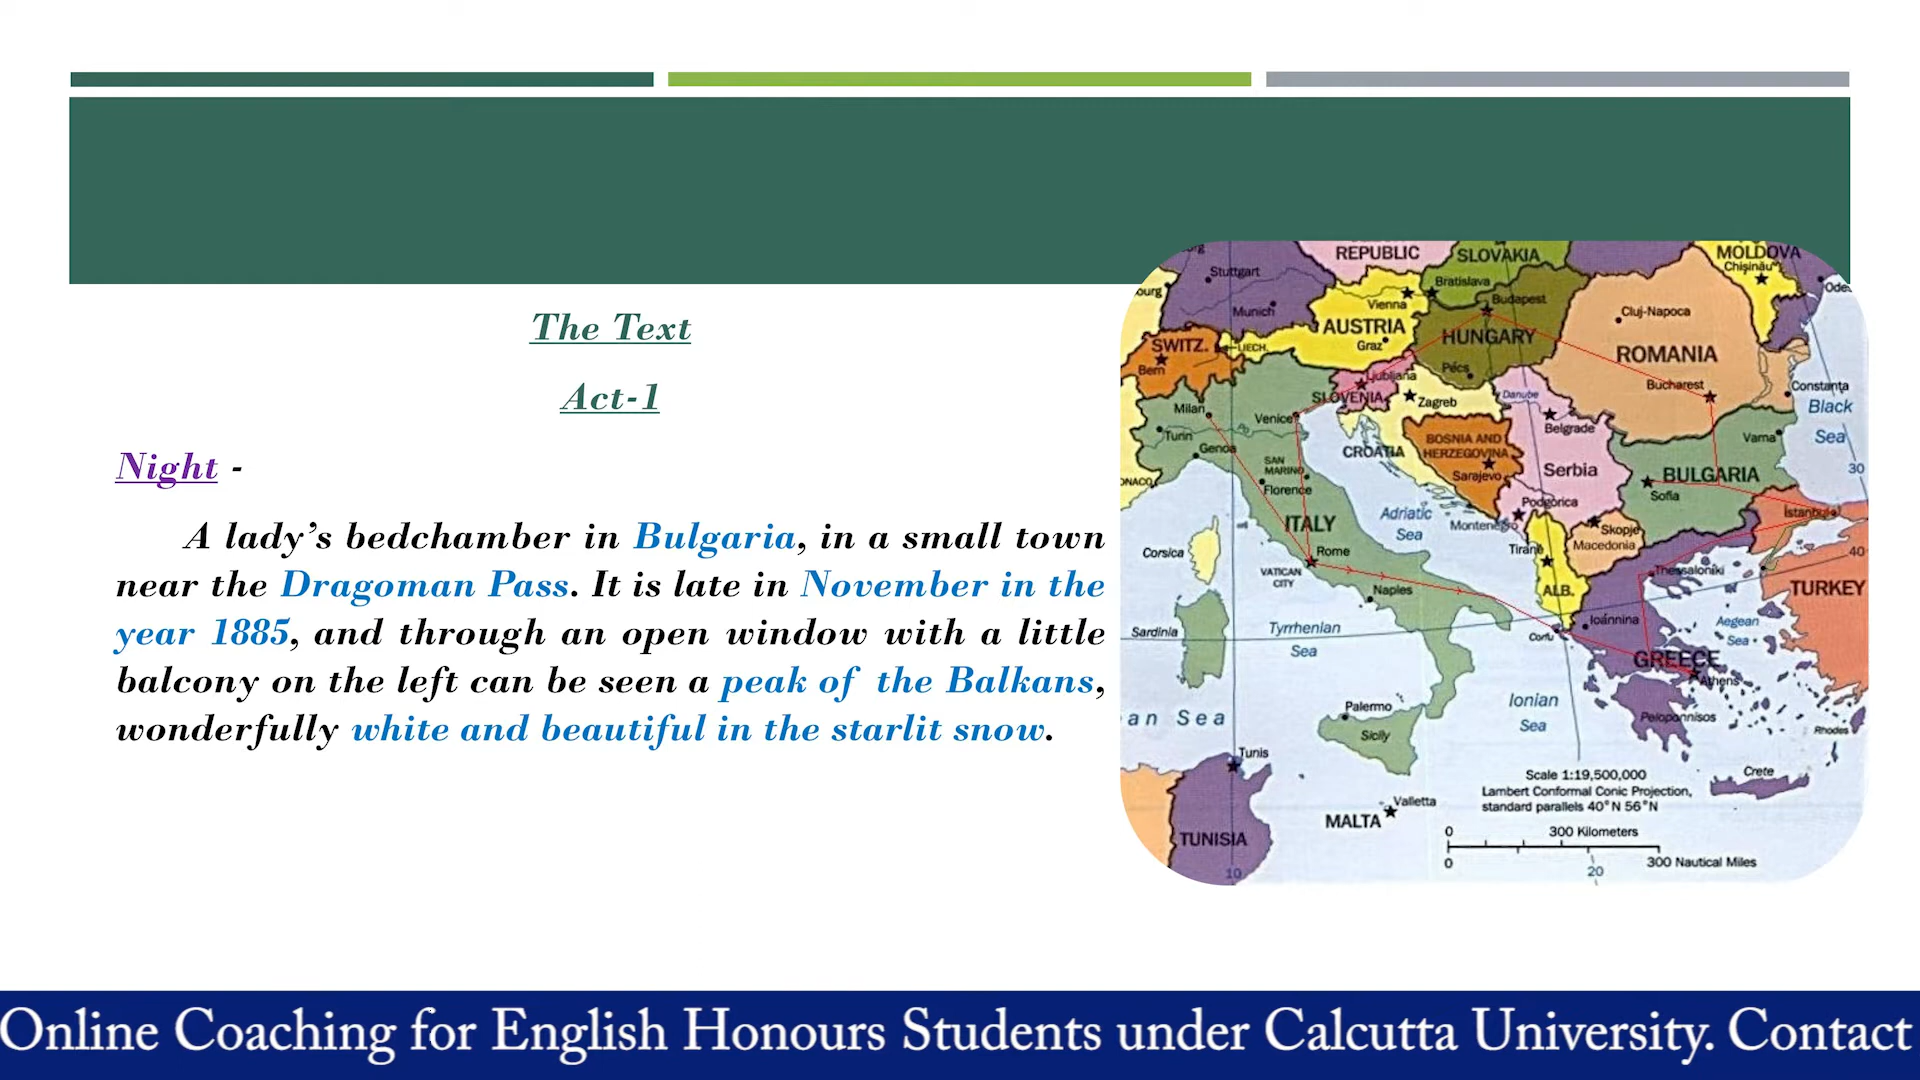 The Text
Act-1
Night -
A lady’s bedchamber in Bulgaria, in a small town
near the Dragoman Pass. It is late in November in the
year 1885, and through an open window with a little
balcony on the left can be seen a peak of the Balkans,
wonderfully white and beautiful in the starlit snow.
REPUBLIC
SLOVAKIA
MOLDOVA
Chişinău
Stuttgart
Bratislava
Munich
Vienna
Budapest
Cluj-Napoca
AUSTRIA
Graz
HUNGARY
ROMANIA
SWITZ.
LIECH.
Bern
Pécs
Ljubljana
Bucharest
Constanţa
SLOVENIA
Zagreb
Danube
Black
Sea
Milan
Venice
Belgrade
Varna
Turin
Po
Genoa
CROATIA
BOSNIA AND
HERZEGOVINA
Sarajevo
Serbia
BULGARIA
Sofia
30
SAN
MARINO
Florence
Podgorica
Montenegro
Skopje
Macedonia
Istanbul
ITALY
Adriatic
Sea
Corsica
Rome
VATICAN
CITY
Tirane
40
Naples
ALB.
Thessaloniki
TURKEY
Sardinia
Tyrrhenian
Sea
Corfu
Ioánnina
Aegean
Sea
GREECE
Athens
an Sea
Palermo
Sicily
Ionian
Sea
Peloponnisos
Rhodes
Tunis
Crete
Scale 1:19,500,000
Lambert Conformal Conic Projection,
standard parallels 40°N 56°N
Valletta
MALTA
TUNISIA
0 300 Kilometers
0 300 Nautical Miles
10
20
Online Coaching for English Honours Students under Calcutta University. Contact